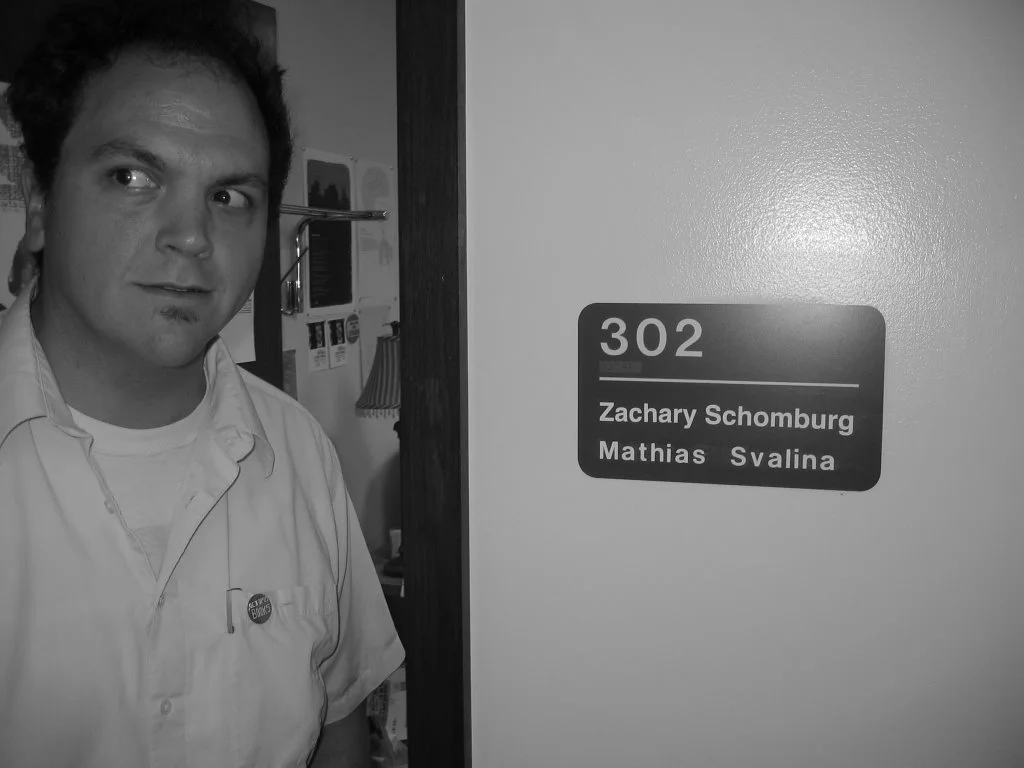 302
Zachary Schomburg
Mathias Svalina